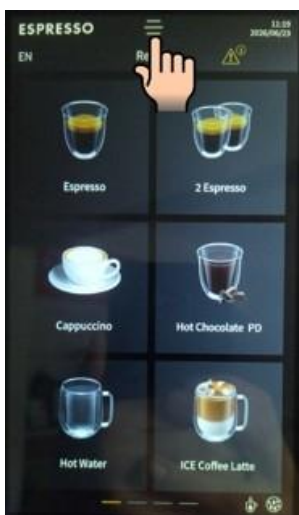 ESPRESSO
11:19
2026/06/23
EN
Re
Espresso
2 Espresso
Cappuccino
Hot Chocolate PD
Hot Water
ICE Coffee Latte